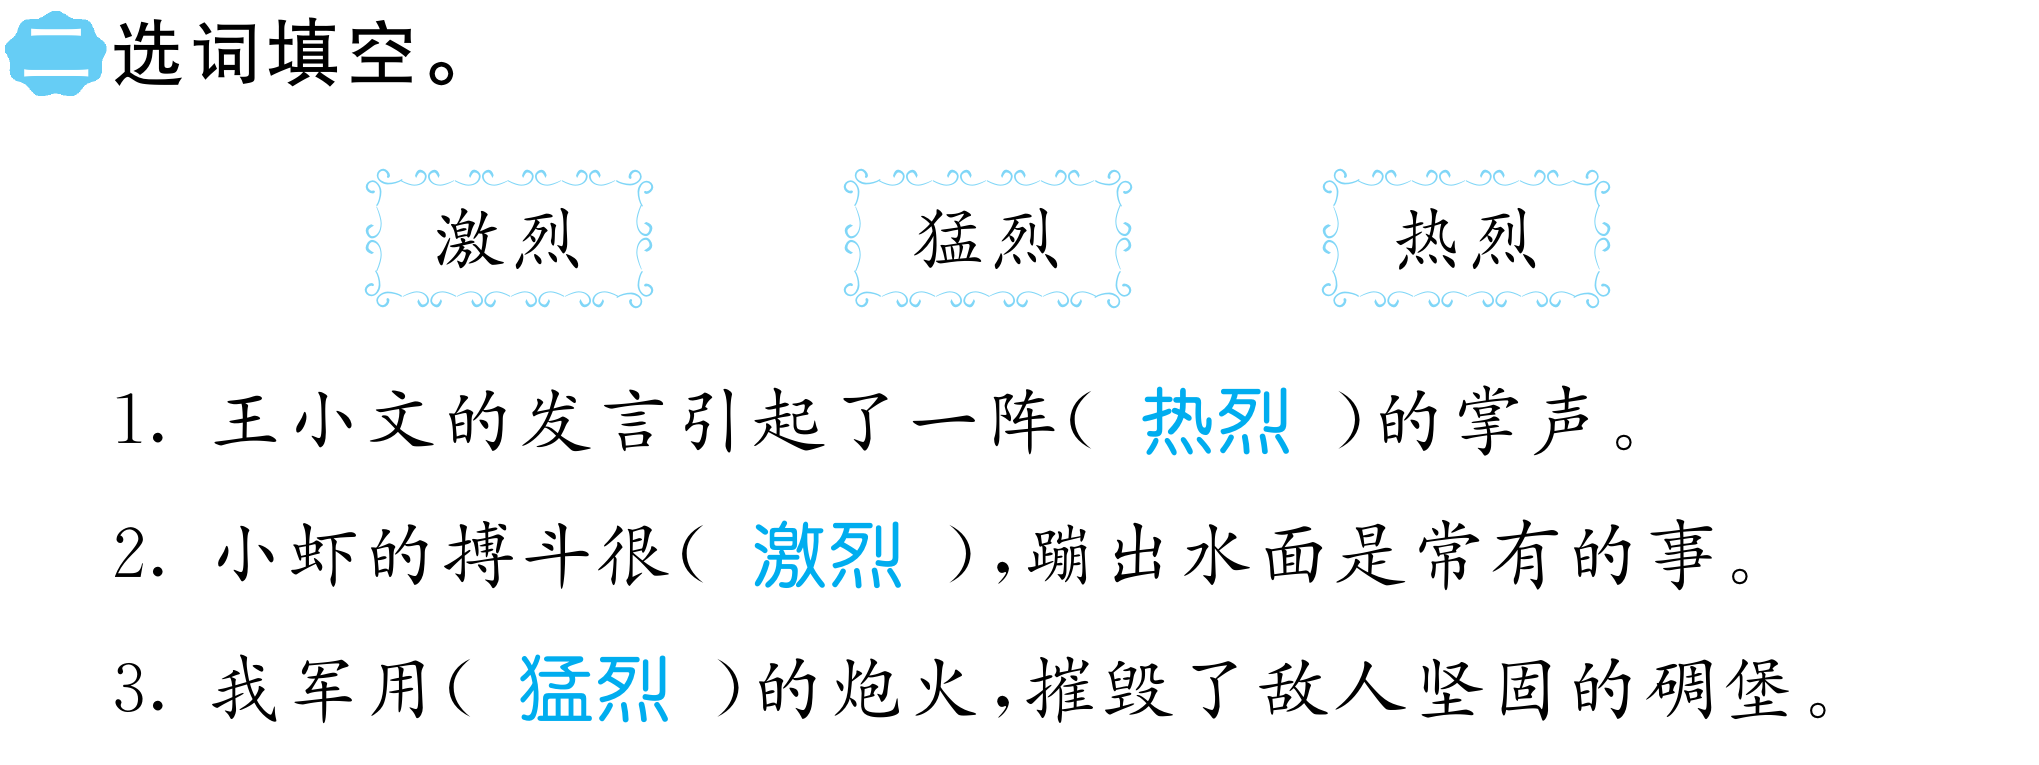 二 选词填空。
激烈 猛烈 热烈
1. 王小文的发言引起了一阵( 热烈 )的掌声。
2. 小虾的搏斗很( 激烈 ),蹦出水面是常有的事。
3. 我军用( 猛烈 )的炮火,摧毁了敌人坚固的碉堡。